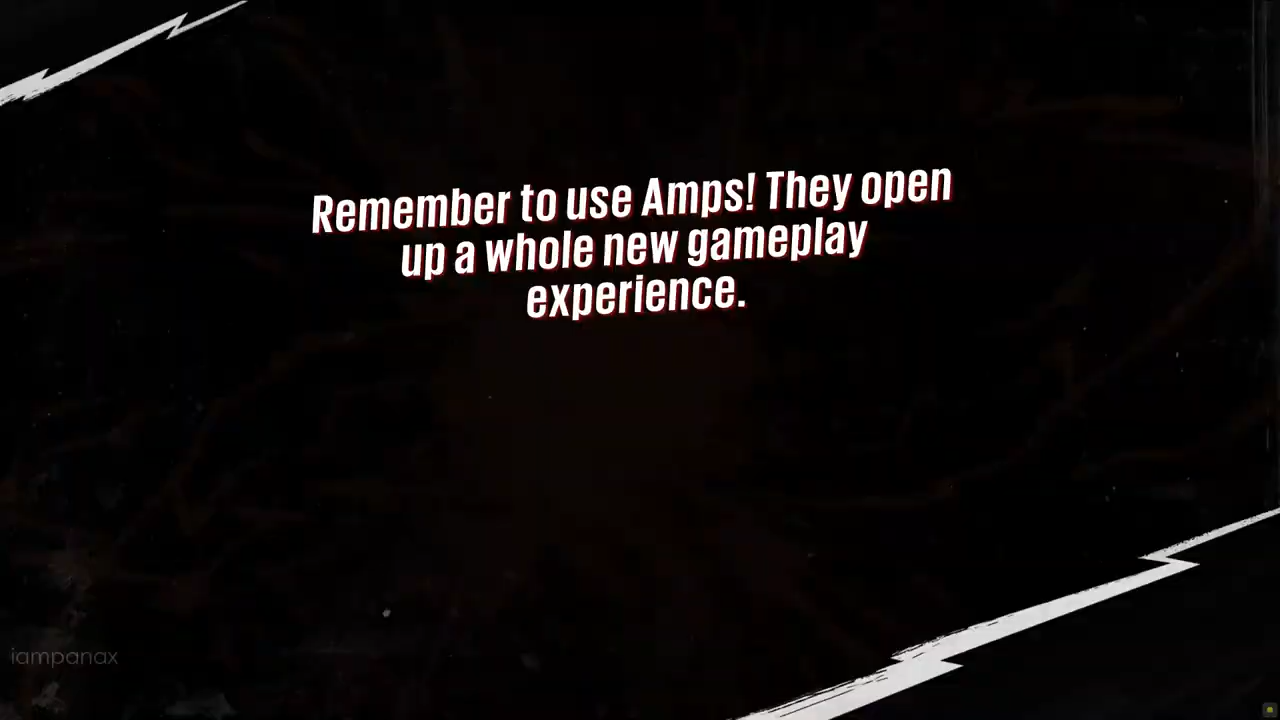 Remember to use Amps! They open
up a whole new gameplay
experience.
iampanax